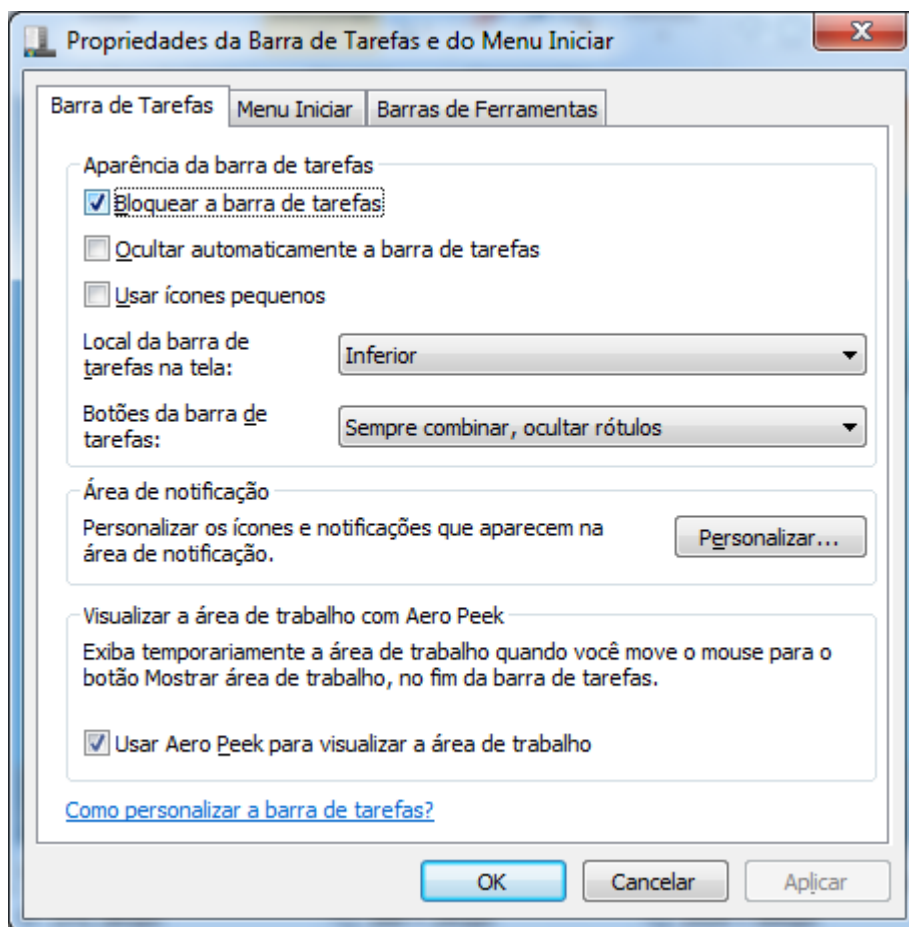 Propriedades da Barra de Tarefas e do Menu Iniciar
Barra de Tarefas
Menu Iniciar
Barras de Ferramentas
Aparência da barra de tarefas
Bloquear a barra de tarefas
Ocultar automaticamente a barra de tarefas
Usar ícones pequenos
Local da barra de
tarefas na tela:
Inferior
Botões da barra de
tarefas:
Sempre combinar, ocultar rótulos
Área de notificação
Personalizar os ícones e notificações que aparecem na
área de notificação.
Personalizar...
Visualizar a área de trabalho com Aero Peek
Exiba temporariamente a área de trabalho quando você move o mouse para o
botão Mostrar área de trabalho, no fim da barra de tarefas.
Usar Aero Peek para visualizar a área de trabalho
Como personalizar a barra de tarefas?
OK
Cancelar
Aplicar